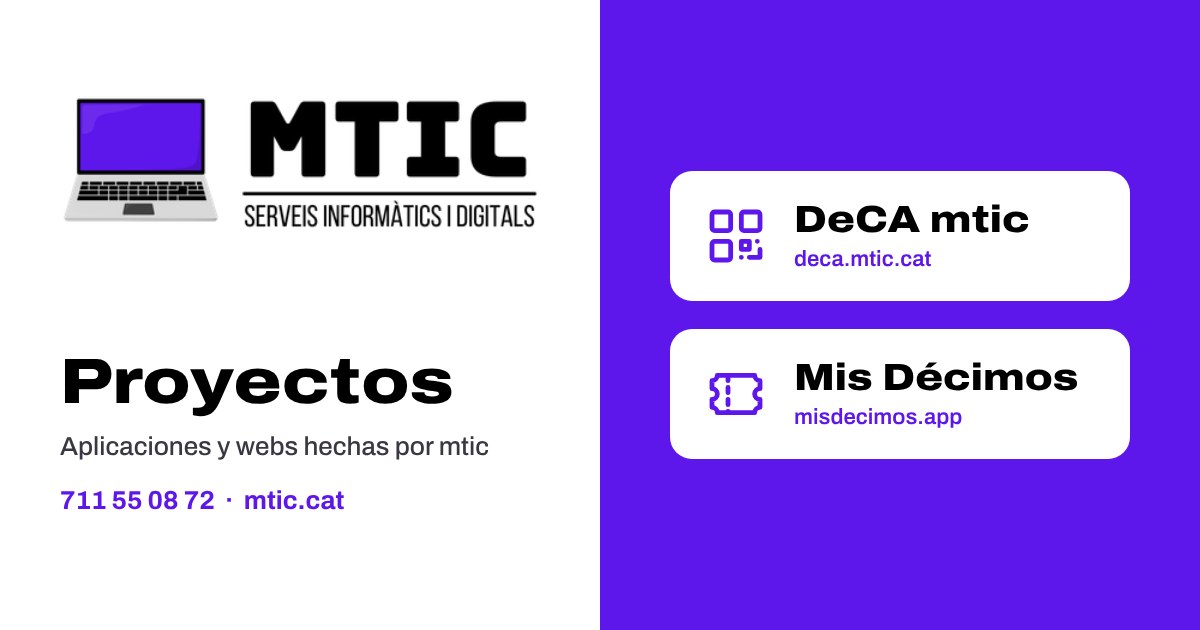 MTIC
SERVEIS INFORMÀTICS I DIGITALS
Proyectos
Aplicaciones y webs hechas por mtic
711 55 08 72 · mtic.cat
DeCA mtic
deca.mtic.cat
Mis Décimos
misdecimos.app